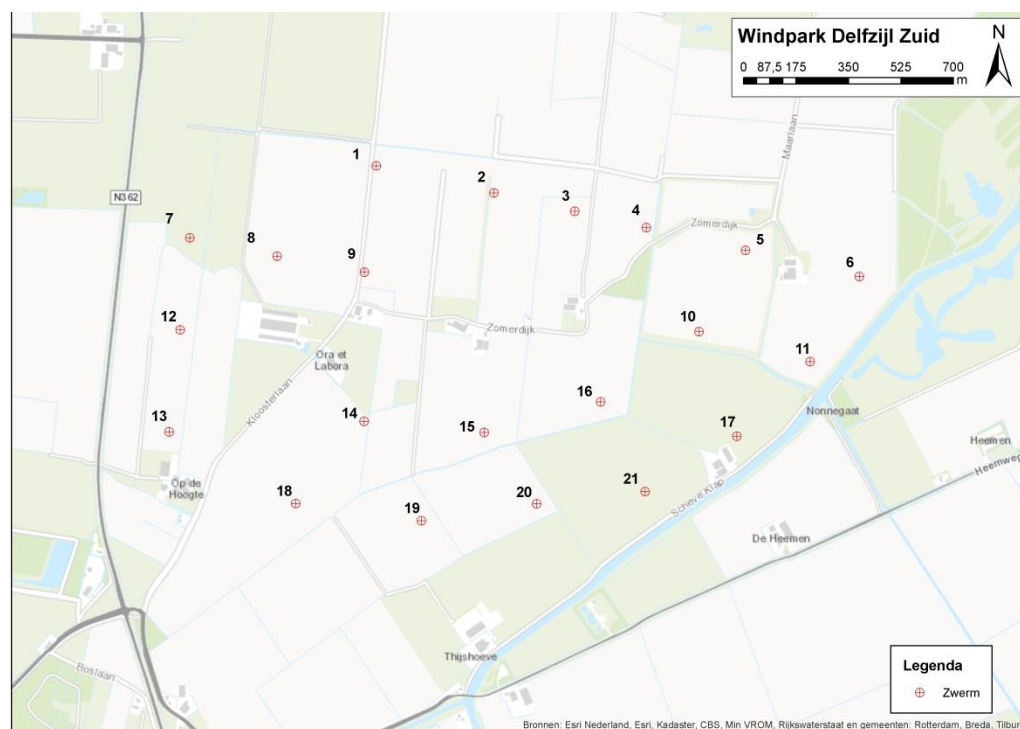 Windpark Delfzijl Zuid
N
0 87,5 175 350 525 700
m
Maarlaan
1
2
3
4
N362
7
8
9
Zomerdijk
5
6
12
10
Zomerdijk
11
Ora et
Labora
Kloosterlaan
13
14
15
16
17
Nonnegaat
Heemen
Heemweg
Op de
Hoogte
18
19
20
21
Scheve Klap
De Heemen
Thijshoeve
Boslaan
Legenda
Zwerm
Bronnen: Esri Nederland, Esri, Kadaster, CBS, Min VROM, Rijkswaterstaat en gemeenten: Rotterdam, Breda, Tilbur